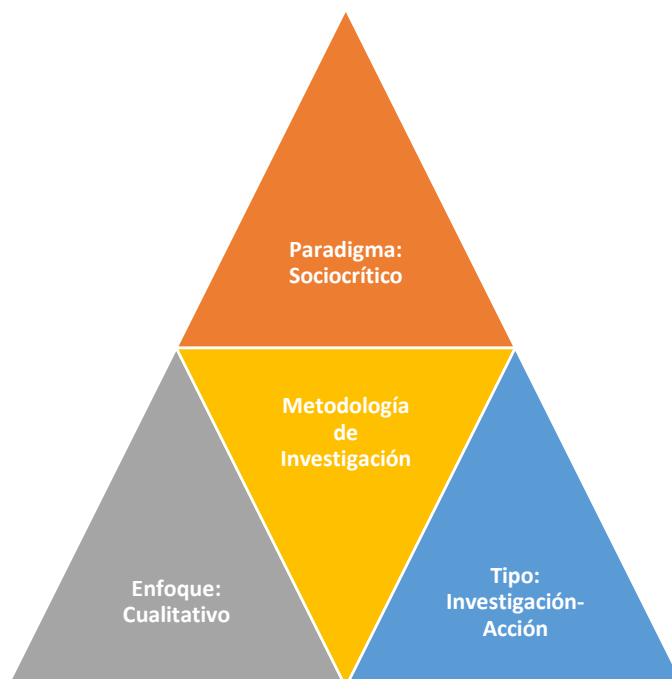 Paradigma:
Sociocrítico
Metodología
de
Investigación
Enfoque:
Cualitativo
Tipo:
Investigación-
Acción